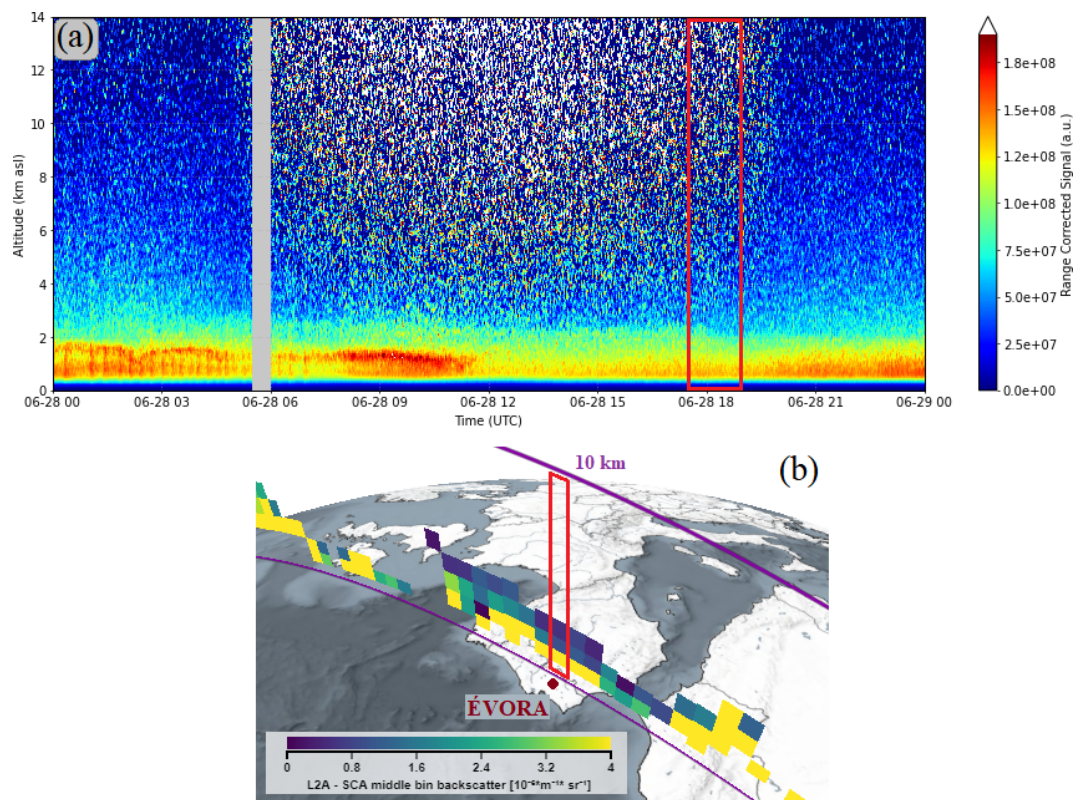 (a)
14
12
10
8
6
4
2
0
Altitude (km asl)
06-28 00
06-28 03
06-28 06
06-28 09
06-28 12
06-28 15
06-28 18
06-28 21
06-29 00
Time (UTC)
1.8e+08
1.5e+08
1.2e+08
1.0e+08
7.5e+07
5.0e+07
2.5e+07
0.0e+00
Range Corrected Signal (a.u.)
10 km
(b)
ÉVORA
0 0.8 1.6 2.4 3.2 4
L2A - SCA middle bin backscatter [10⁻⁶*m⁻¹* sr⁻¹]